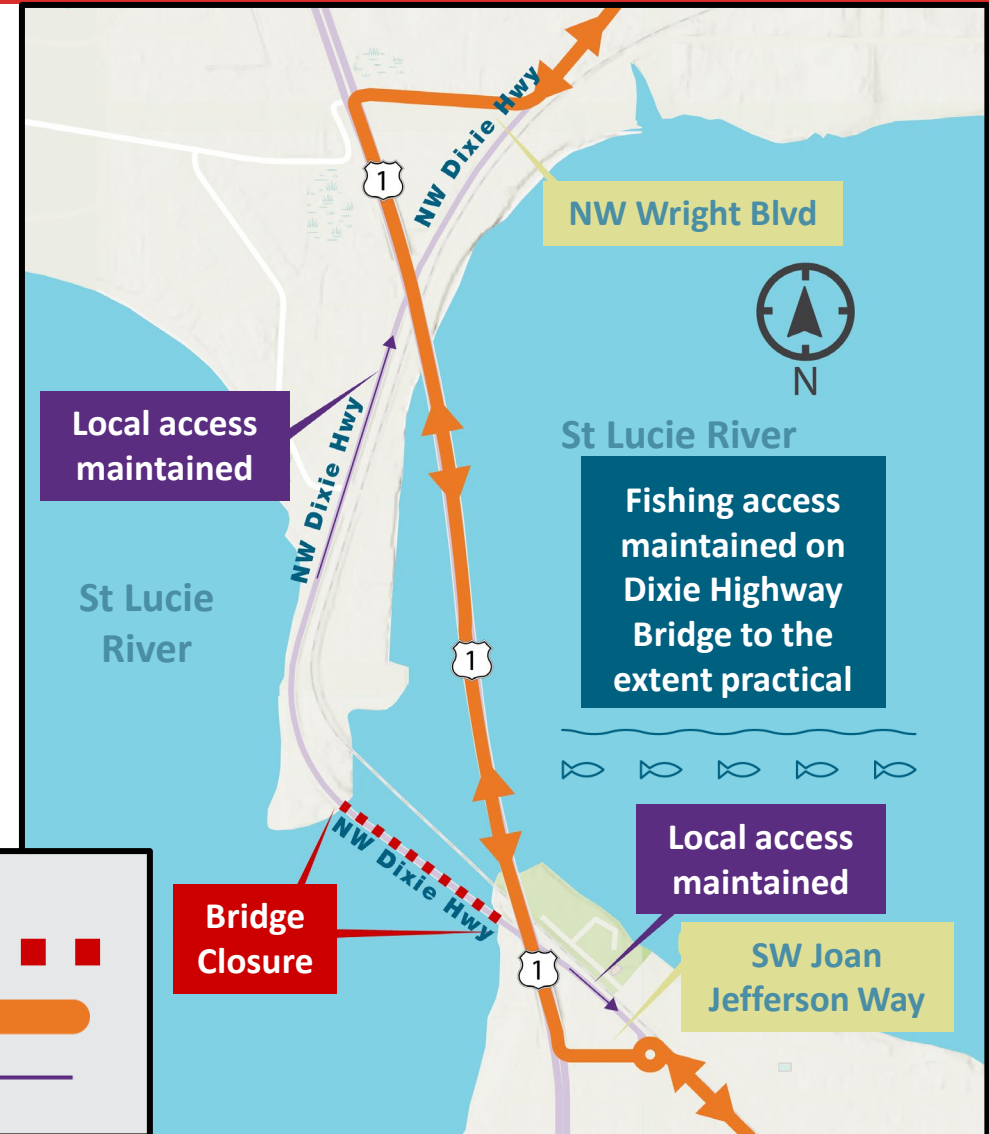 NW Dixie Hwy
1
NW Wright Blvd
N
Local access
maintained
NW Dixie Hwy
St Lucie River
Fishing access
maintained on
Dixie Highway
Bridge to the
extent practical
St Lucie
River
1
NW Dixie Hwy
Local access
maintained
Bridge
Closure
1
SW Joan
Jefferson Way